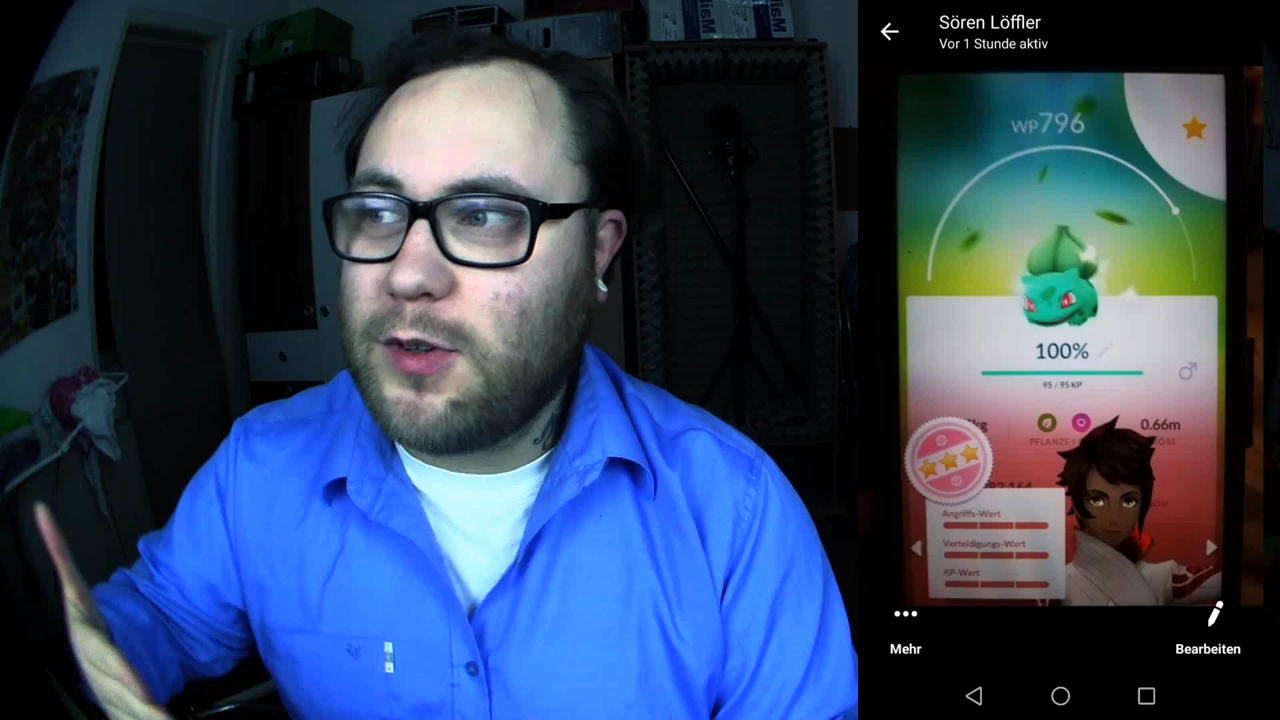 Sören Löffler
Vor 1 Stunde aktiv
WP796
100%
95 / 95 KP
kg
0.66m
PFLANZE /
Angriffs-Wert
Verteidigungs-Wert
KP-Wert
Mehr
Bearbeiten